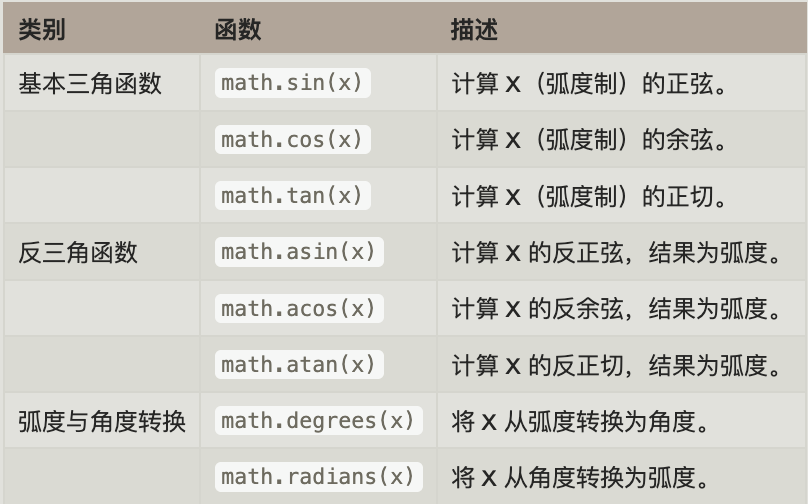 类别 函数 描述
基本三角函数 math.sin(x) 计算 X（弧度制）的正弦。
math.cos(x) 计算 X（弧度制）的余弦。
math.tan(x) 计算 X（弧度制）的正切。
反三角函数 math.asin(x) 计算 X 的反正弦，结果为弧度。
math.acos(x) 计算 X 的反余弦，结果为弧度。
math.atan(x) 计算 X 的反正切，结果为弧度。
弧度与角度转换 math.degrees(x) 将 X 从弧度转换为角度。
math.radians(x) 将 X 从角度转换为弧度。